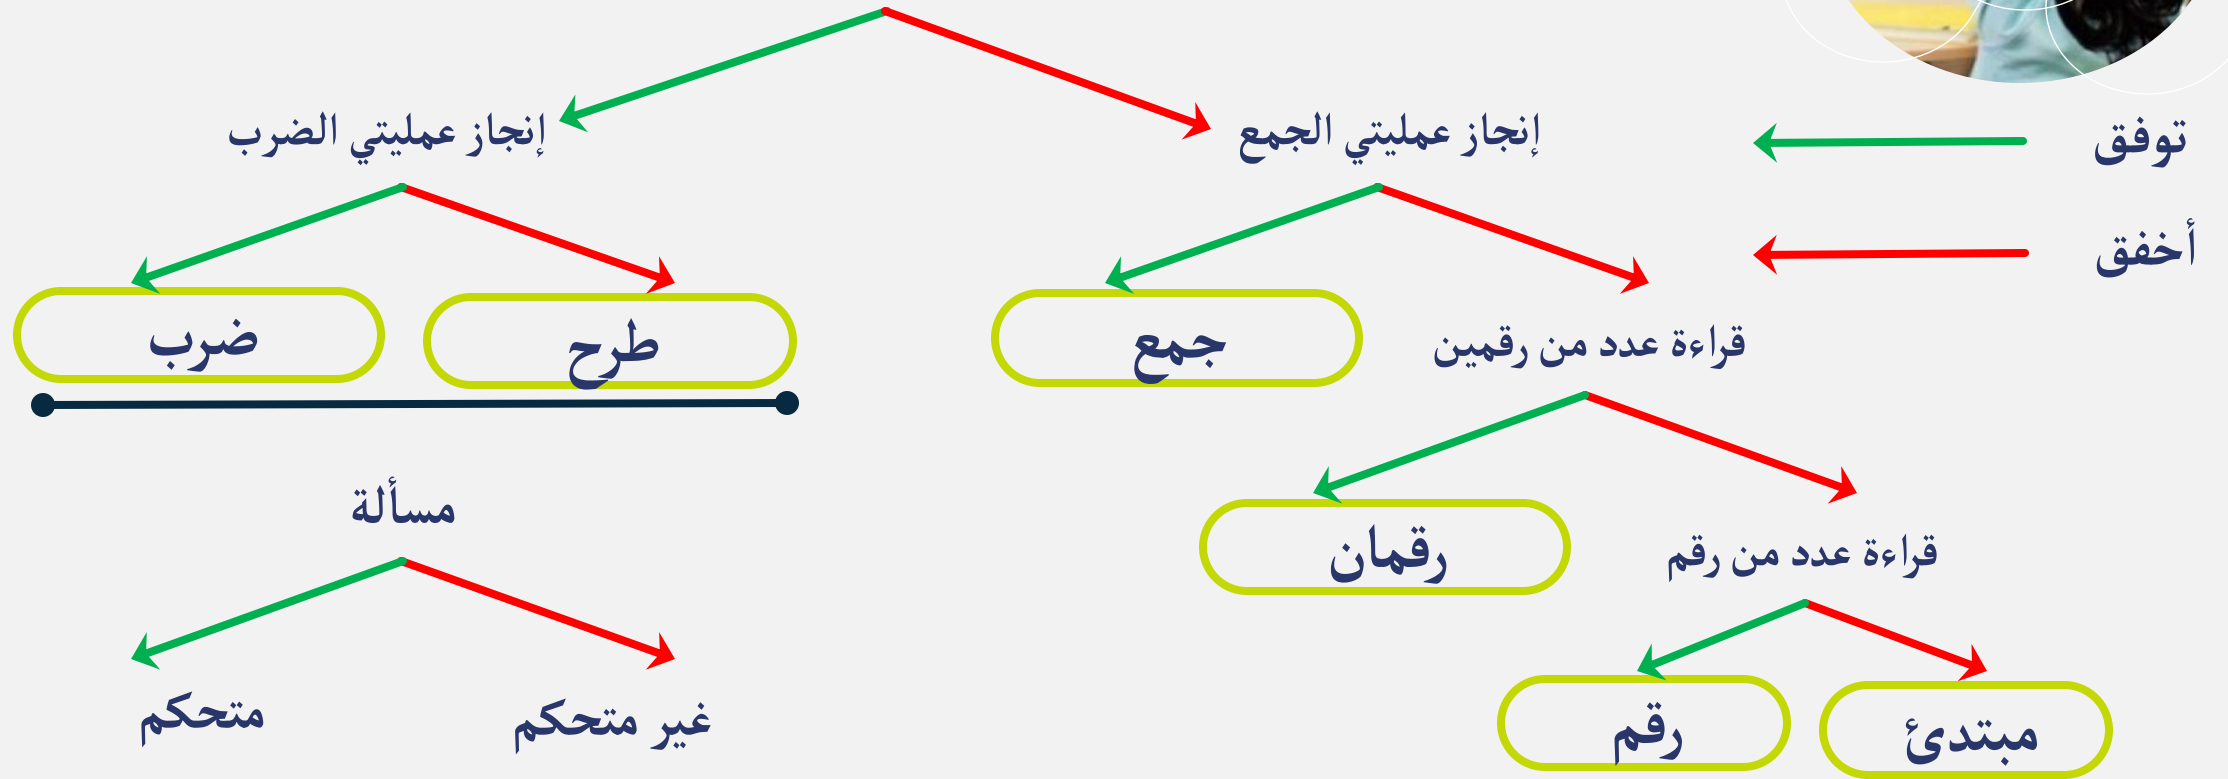 إنجاز عمليتي الجمع
إنجاز عمليتي الضرب
توفق
أخفق
جمع
قراءة عدد من رقمين
طرح
ضرب
رقمان
قراءة عدد من رقم
مسألة
مبتدئ
رقم
غير متحكم
متحكم